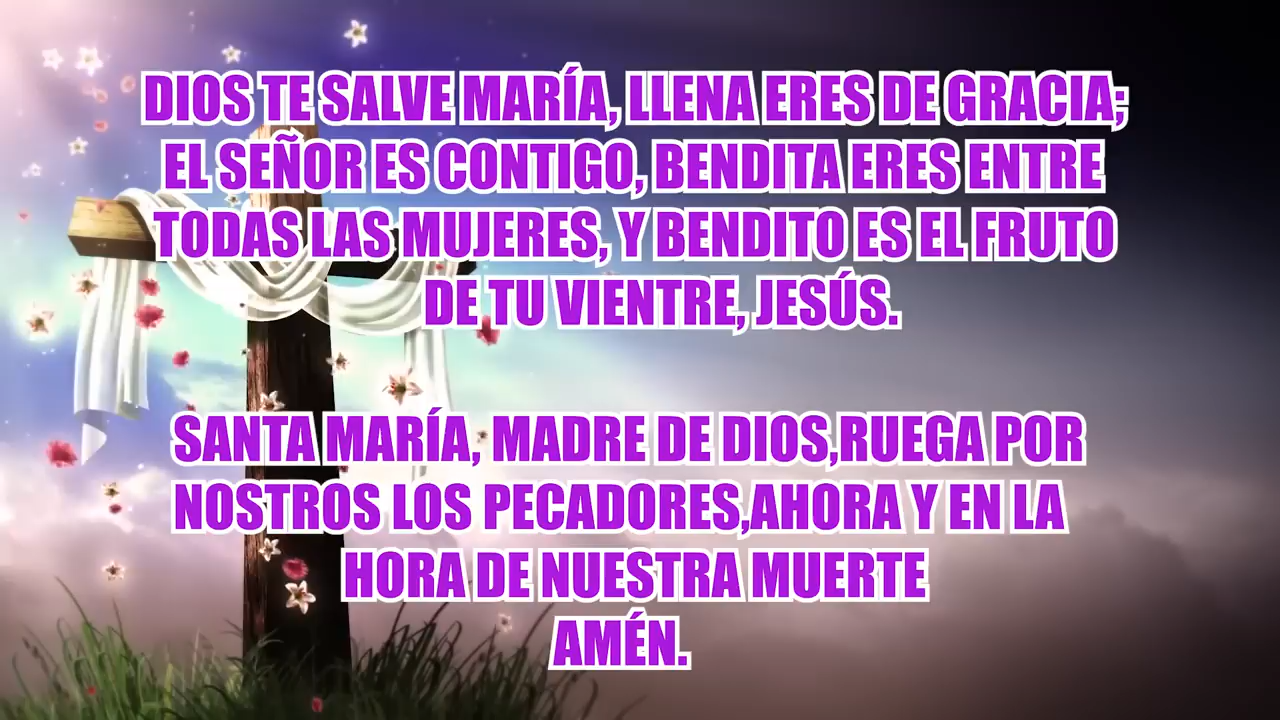 DIOS TE SALVE MARÍA, LLENA ERES DE GRACIA;
EL SEÑOR ES CONTIGO, BENDITA ERES ENTRE
TODAS LAS MUJERES, Y BENDITO ES EL FRUTO
DE TU VIENTRE, JESÚS.
SANTA MARÍA, MADRE DE DIOS,RUEGA POR
NOSTROS LOS PECADORES,AHORA Y EN LA
HORA DE NUESTRA MUERTE
AMÉN.